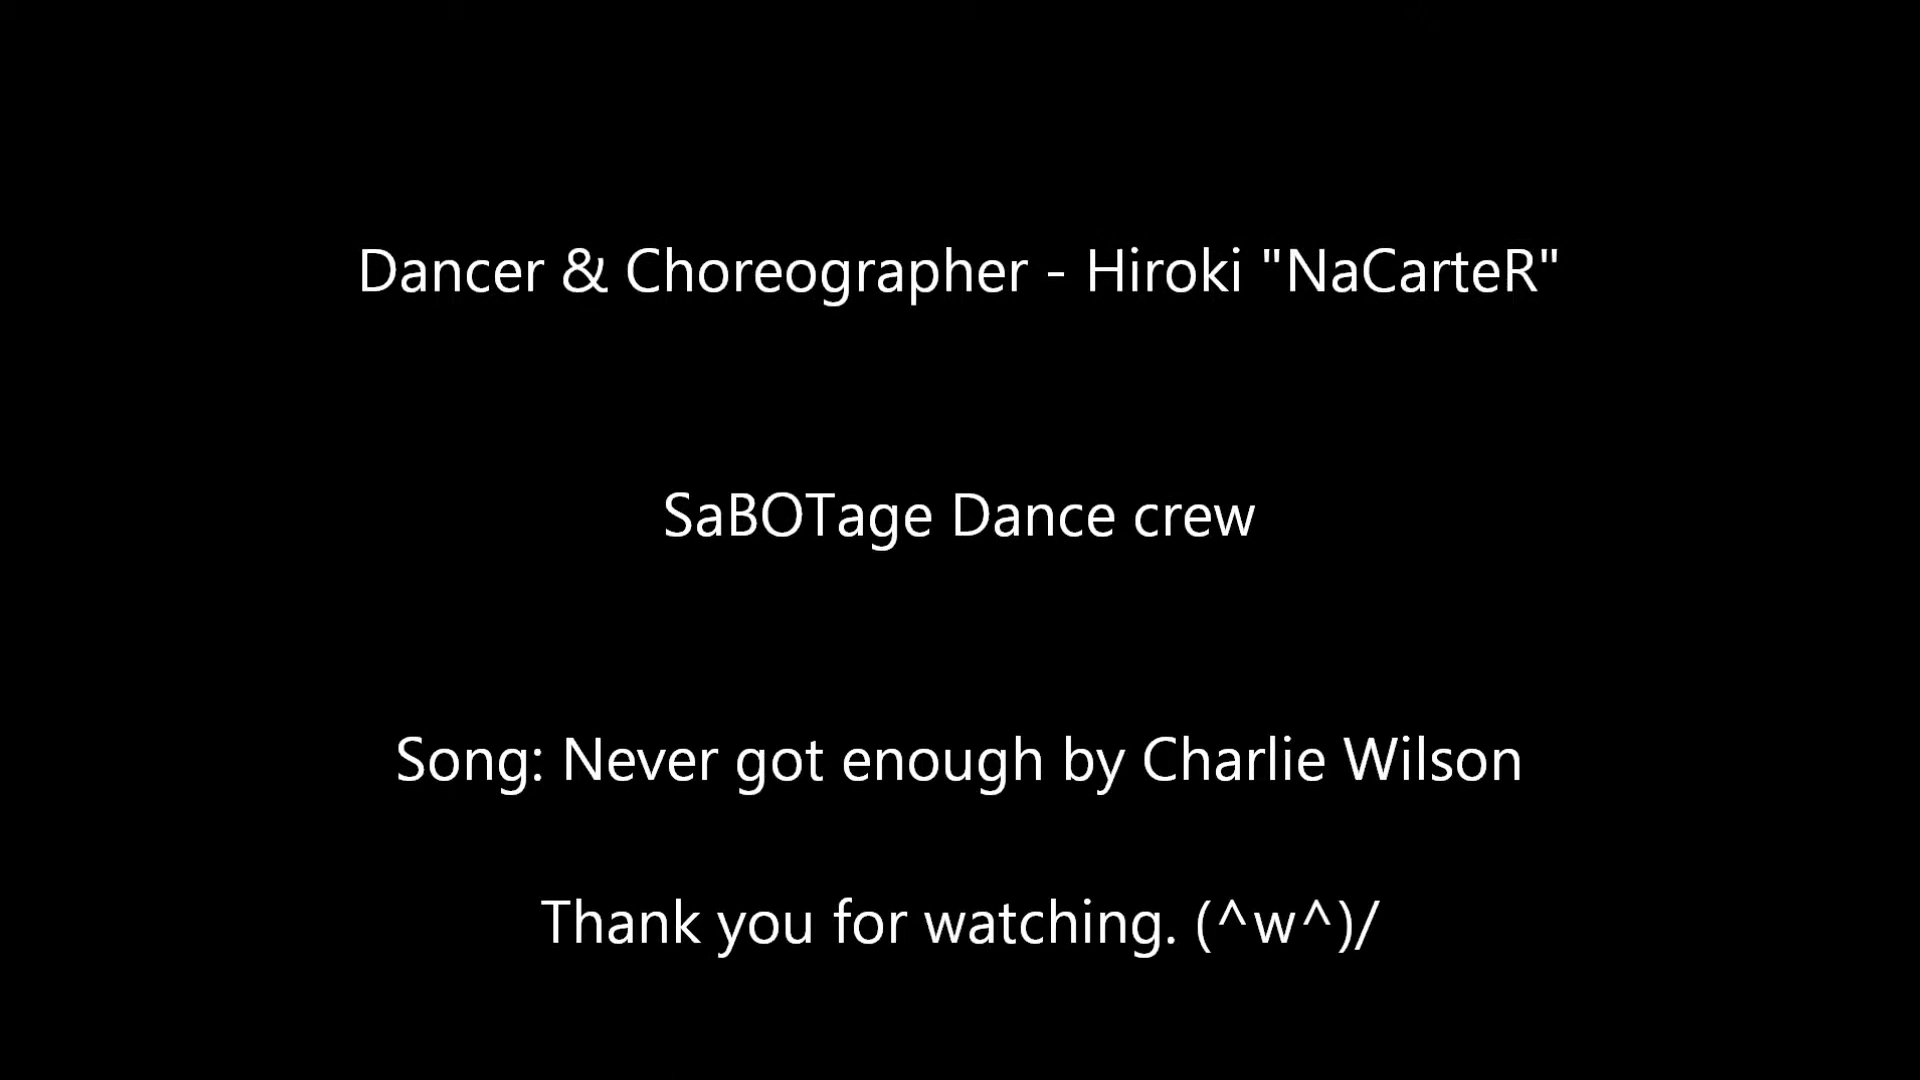 Dancer & Choreographer - Hiroki "NaCarteR"
SaBOTage Dance crew
Song: Never got enough by Charlie Wilson
Thank you for watching. (^w^)/